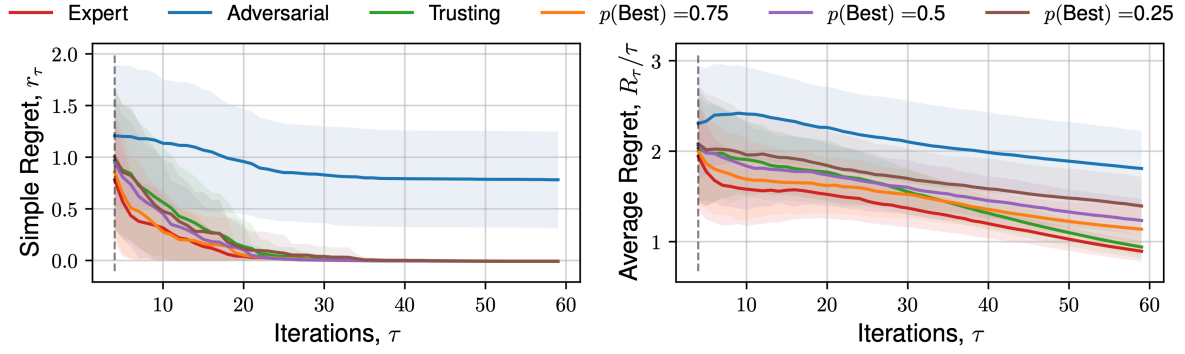 Expert Adversarial Trusting p(Best) =0.75 p(Best) =0.5 p(Best) =0.25
Simple Regret, r_τ
2.0
1.5
1.0
0.5
0.0
10 20 30 40 50 60
Iterations, τ
Average Regret, R_τ/τ
3
2
1
10 20 30 40 50 60
Iterations, τ